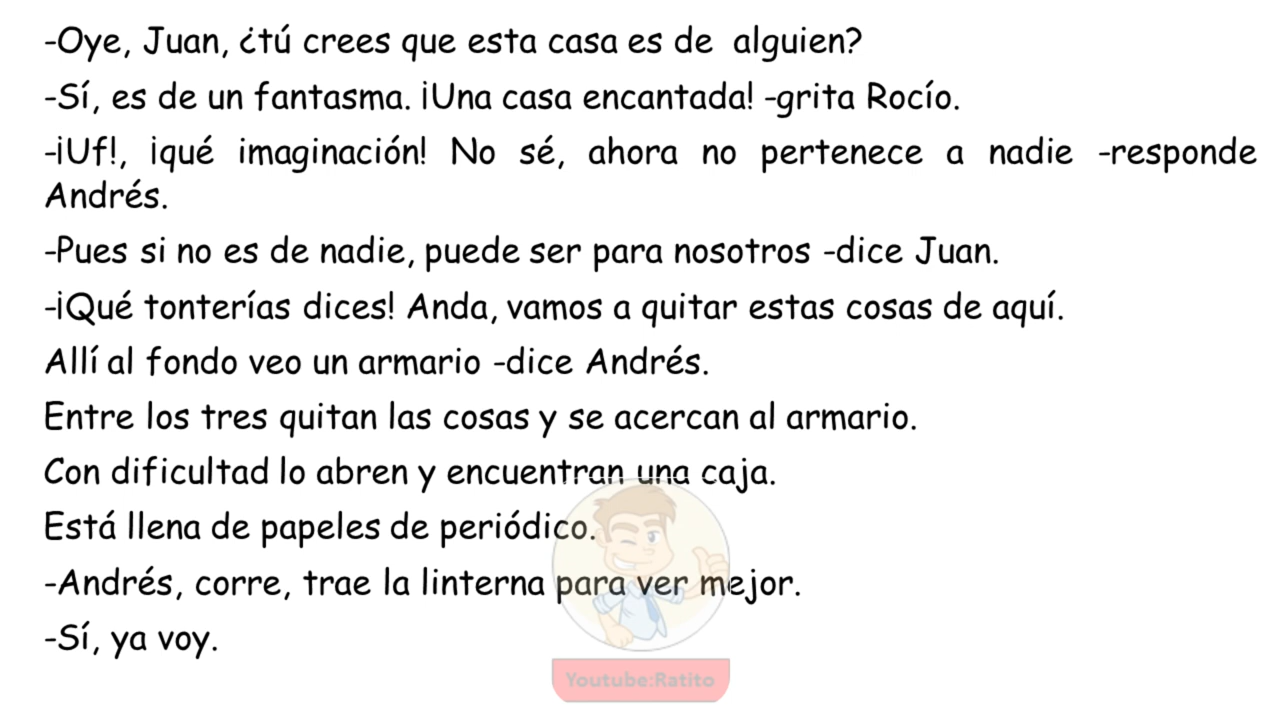 -Oye, Juan, ¿tú crees que esta casa es de alguien?
-Sí, es de un fantasma. ¡Una casa encantada! -grita Rocío.
-¡Uf!, ¡qué imaginación! No sé, ahora no pertenece a nadie -responde
Andrés.
-Pues si no es de nadie, puede ser para nosotros -dice Juan.
-¡Qué tonterías dices! Anda, vamos a quitar estas cosas de aquí.
Allí al fondo veo un armario -dice Andrés.
Entre los tres quitan las cosas y se acercan al armario.
Con dificultad lo abren y encuentran una caja.
Está llena de papeles de periódico.
-Andrés, corre, trae la linterna para ver mejor.
-Sí, ya voy.
Youtube:Ratito